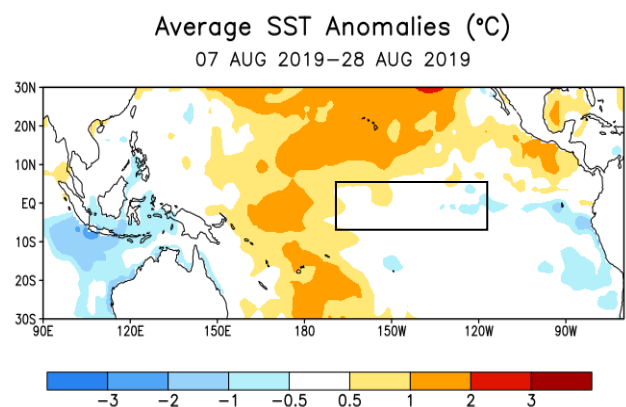 Average SST Anomalies (°C)
07 AUG 2019–28 AUG 2019
30N
20N
10N
EQ
10S
20S
30S
90E 120E 150E 180 150W 120W 90W
−3 −2 −1 −0.5 0.5 1 2 3